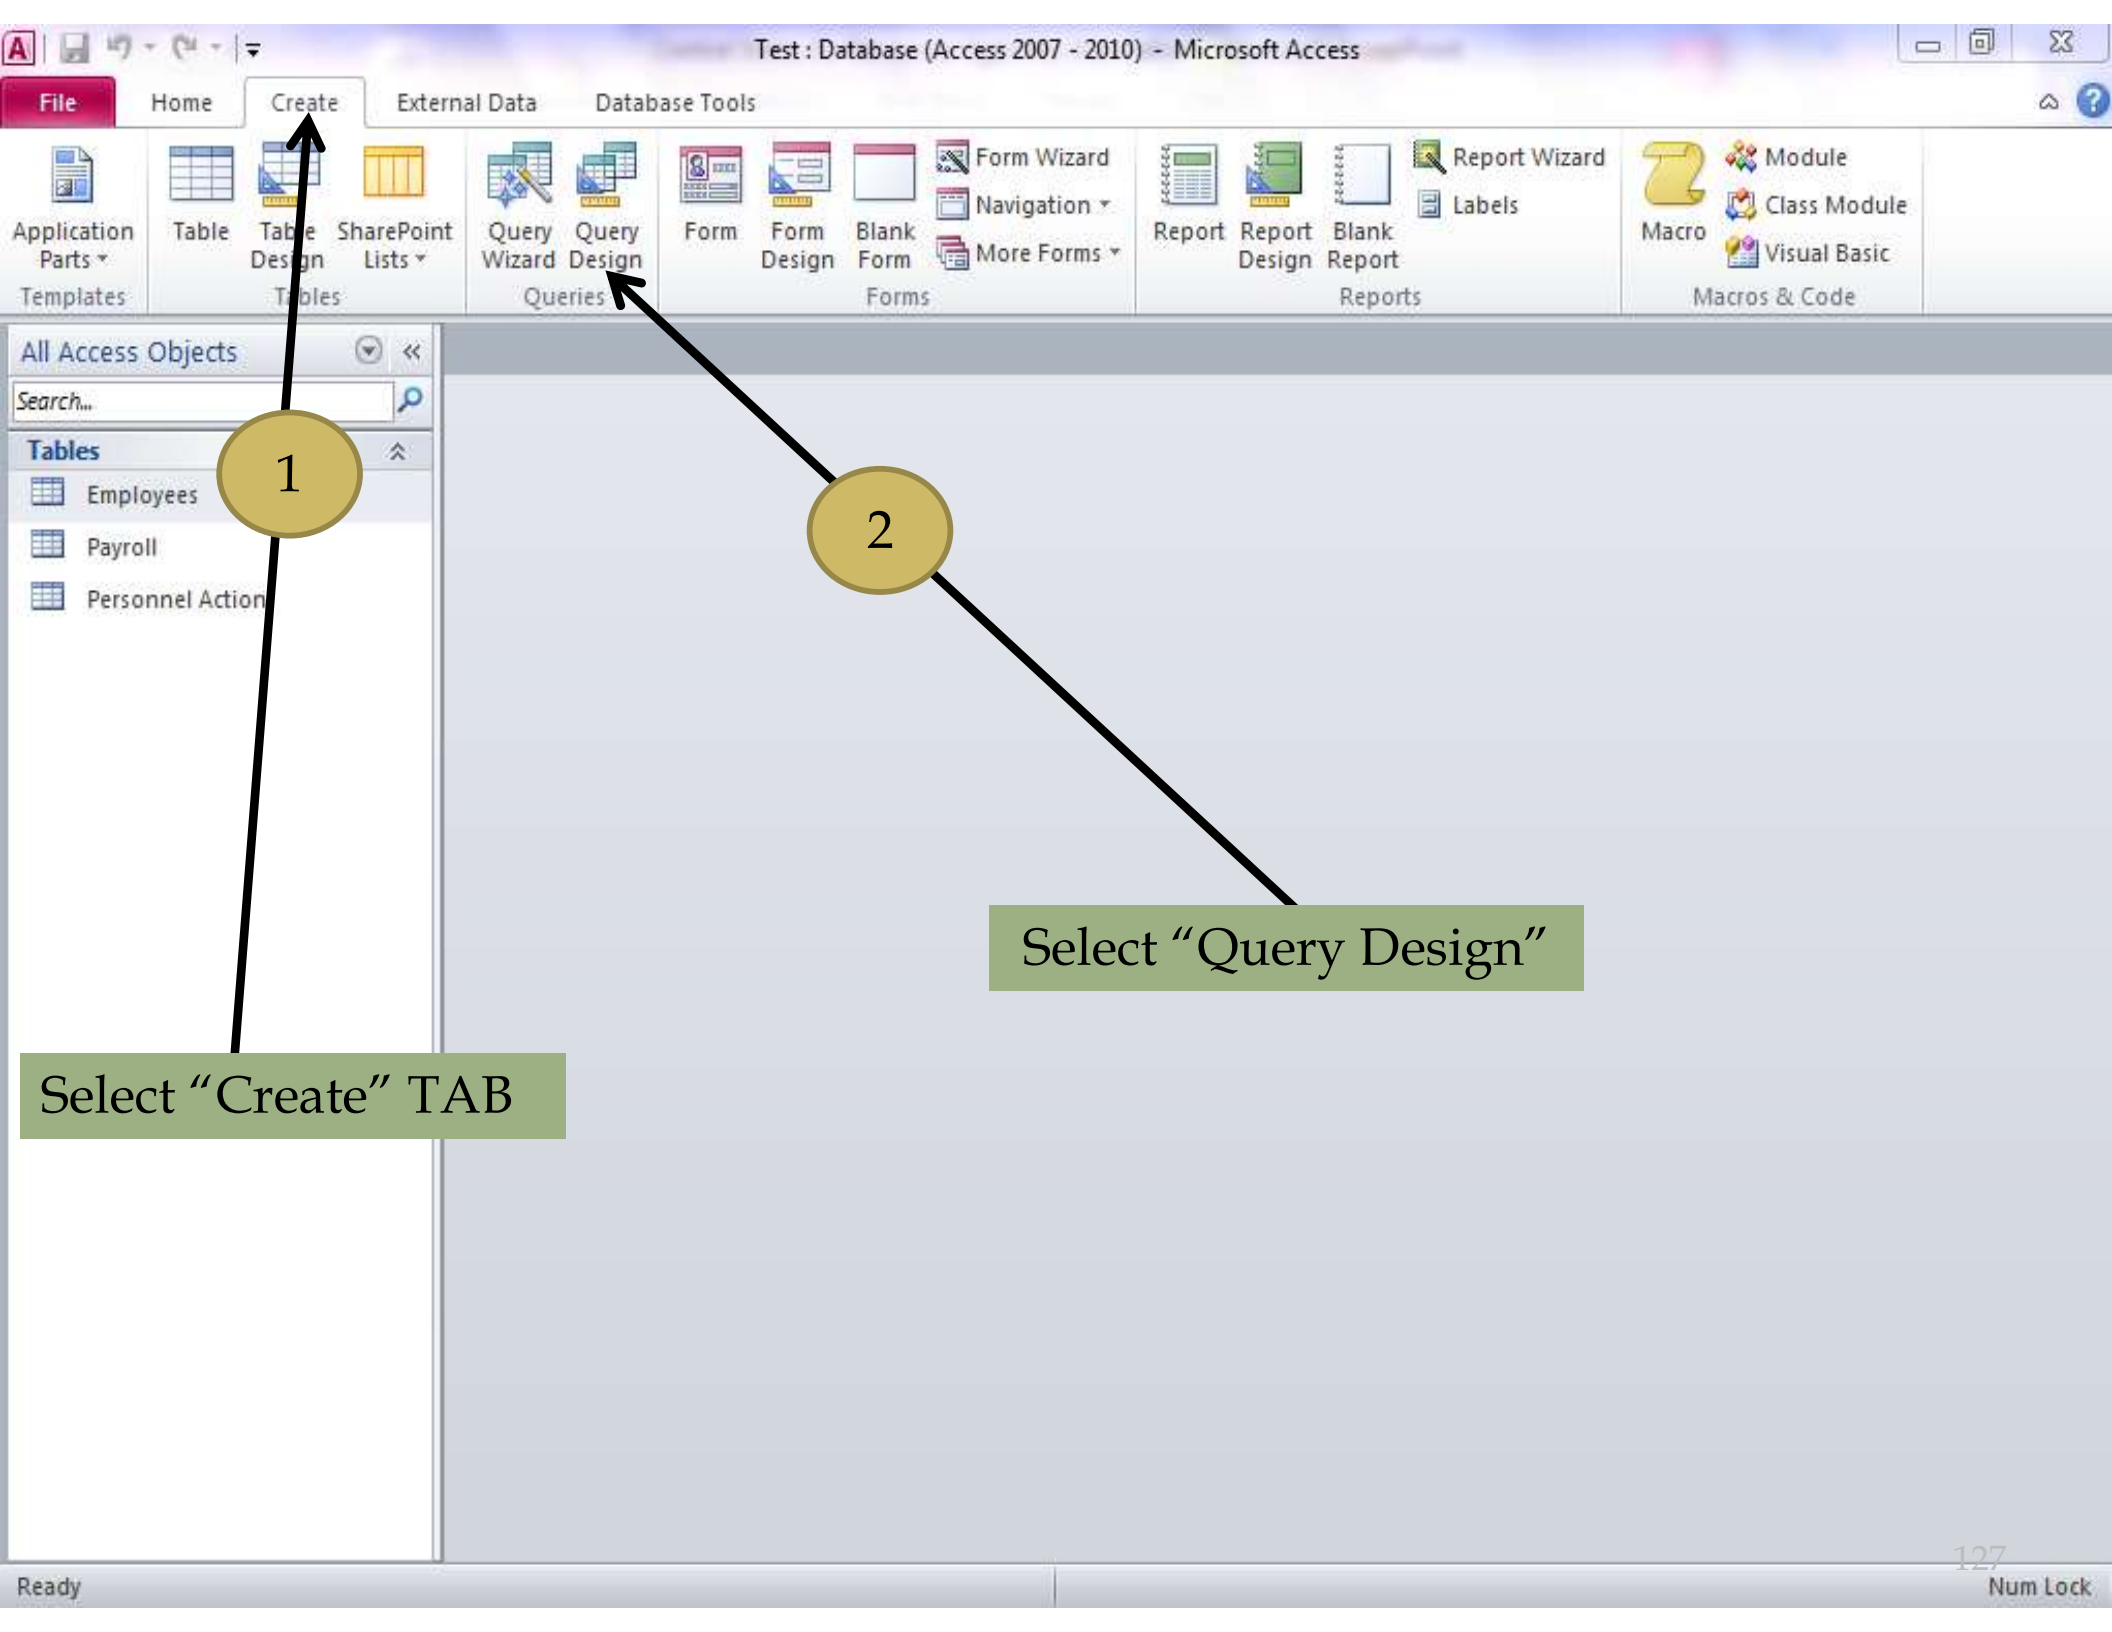 Test : Database (Access 2007 - 2010) - Microsoft Access
File Home Create External Data Database Tools
Application Parts
Table
Table Design
SharePoint Lists
Query Wizard
Query Design
Form
Form Design
Blank Form
Form Wizard
Navigation
More Forms
Report
Report Design
Blank Report
Report Wizard
Labels
Macro
Module
Class Module
Visual Basic
Templates Tables Queries Forms Reports Macros & Code
All Access Objects
Search...
Tables
Employees
Payroll
Personnel Action
1
2
Select “Query Design”
Select “Create” TAB
127
Ready
Num Lock